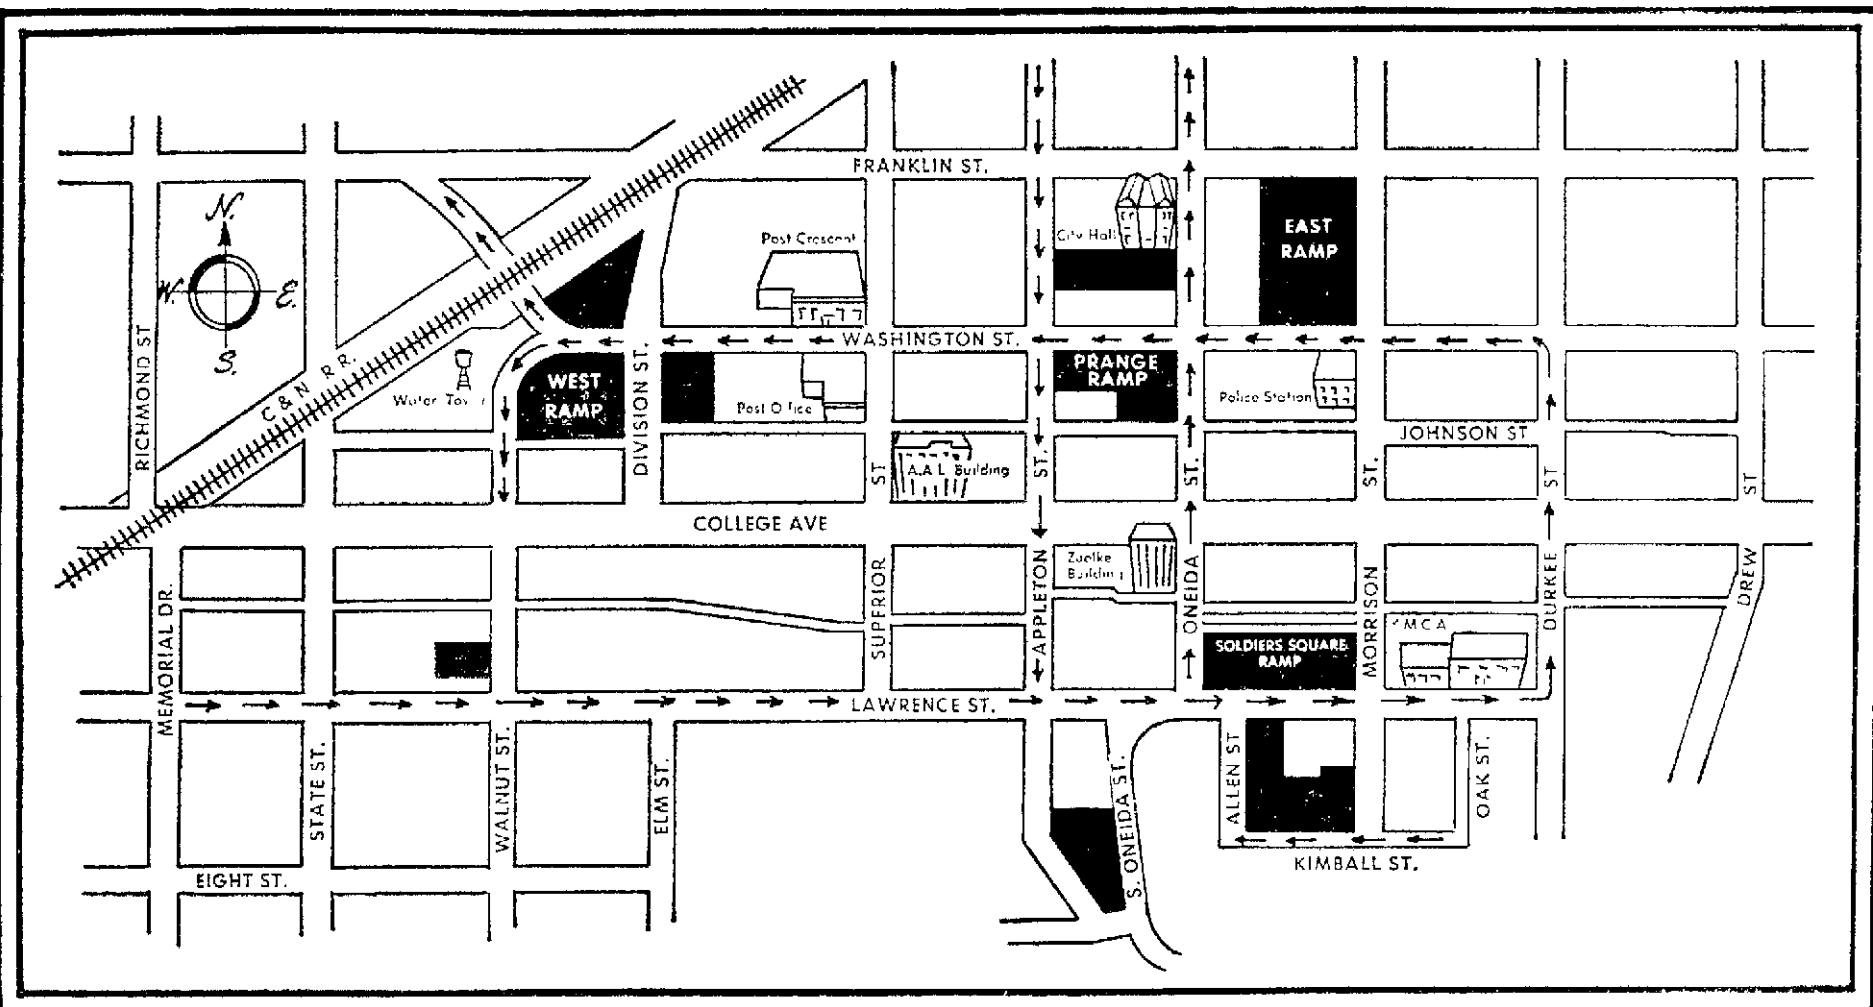 FRANKLIN ST.
N.
W.
E.
S.
EAST
RAMP
Post Crescent
City Hall
RICHMOND ST
C & N RR.
WASHINGTON ST.
DIVISION ST.
WEST
RAMP
PRANGE
RAMP
Water
Post
Police Station
JOHNSON ST
A.A.L. Building
ST
ST.
ST.
ST.
ST
ST
COLLEGE AVE
Zuelke
Building
MEMORIAL DR.
SUPERIOR
APPLETON
ONEIDA
MORRISON
DURKEE
DREW
YMCA
SOLDIERS SQUARE
RAMP
LAWRENCE ST.
STATE ST.
WALNUT ST.
ELM ST.
S. ONEIDA ST.
ALLEN ST
OAK ST.
KIMBALL ST.
EIGHT ST.